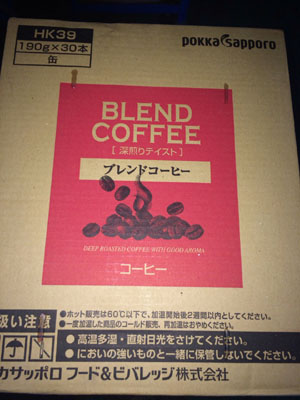 HK39
190g×30本
缶
pokka sapporo
BLEND
COFFEE
[ 深煎りテイスト ]
ブレンドコーヒー
DEEP ROASTED COFFEE WITH GOOD AROMA
コーヒー
扱い注意
●ホット販売は60℃以下で、加温開始後2週間以内としてください。
●一度加温した商品のコールド販売、再加温はおやめください。
●高温多湿・直射日光をさけてください。
●においの強いものと一緒に保管しないでください。
カサッポロ フード&ビバレッジ株式会社